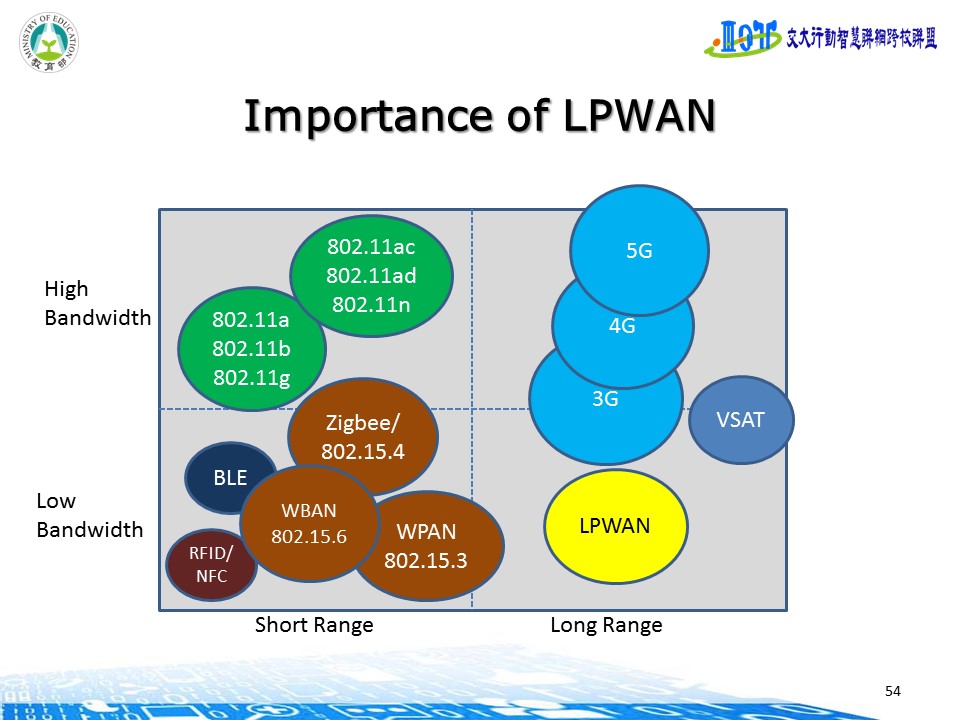 MINISTRY OF EDUCATION
教育部
IIOT 交大行動智慧聯網跨校聯盟
Importance of LPWAN
High
Bandwidth
Low
Bandwidth
802.11ac
802.11ad
802.11n
802.11a
802.11b
802.11g
5G
4G
3G
VSAT
Zigbee/
802.15.4
BLE
WBAN
802.15.6
WPAN
802.15.3
RFID/
NFC
LPWAN
Short Range
Long Range
54